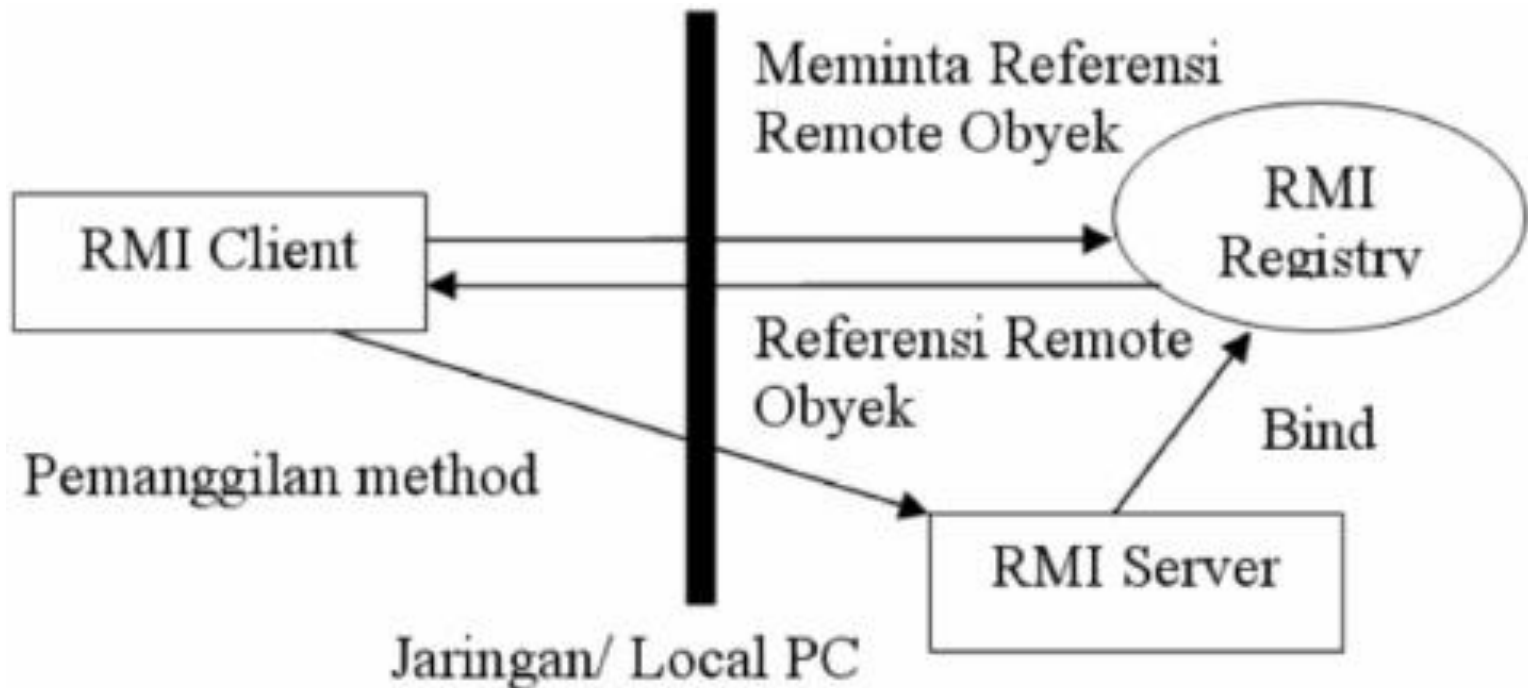 Meminta Referensi
Remote Obyek
RMI Client
RMI
Registry
Referensi Remote
Obyek
Bind
Pemanggilan method
RMI Server
Jaringan/ Local PC